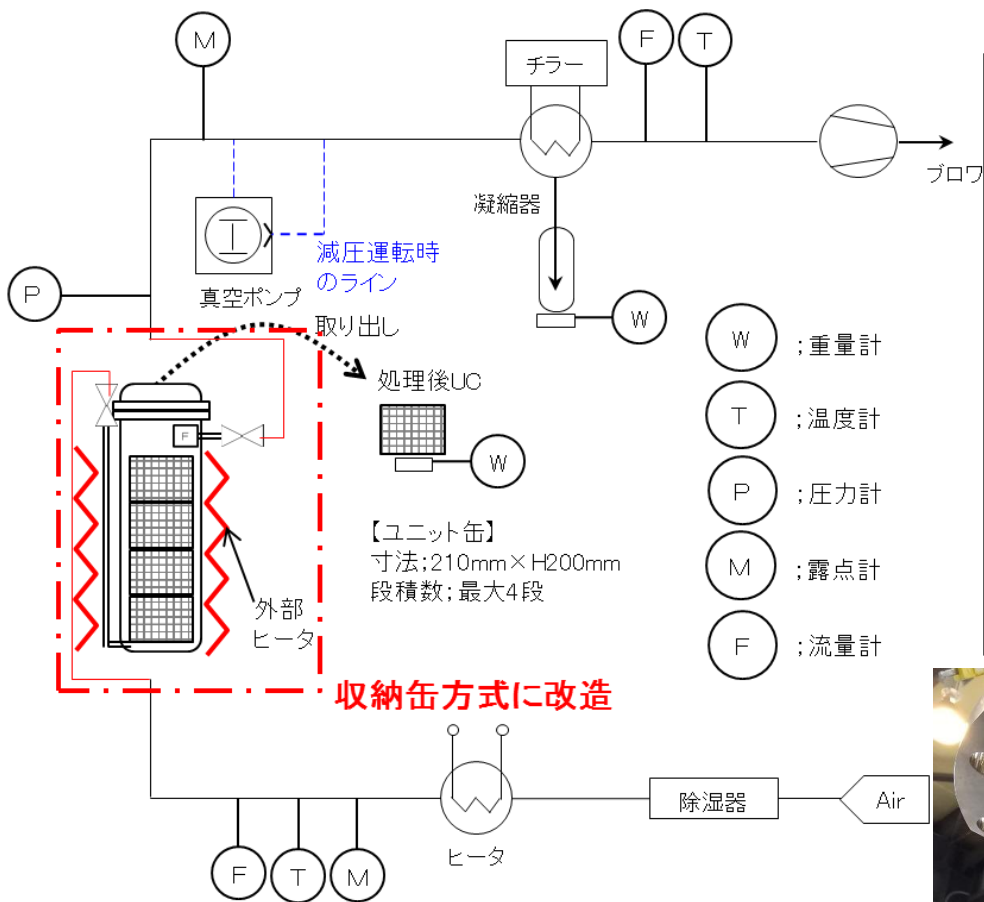 M
F
T
チラー
ブロワ
凝縮器
減圧運転時
のライン
真空ポンプ
P
取り出し
W
処理後UC
W
F
【ユニット缶】
寸法;210mm×H200mm
段積数;最大4段
外部
ヒータ
W ;重量計
T ;温度計
P ;圧力計
M ;露点計
F ;流量計
収納缶方式に改造
除湿器
Air
ヒータ
F
T
M